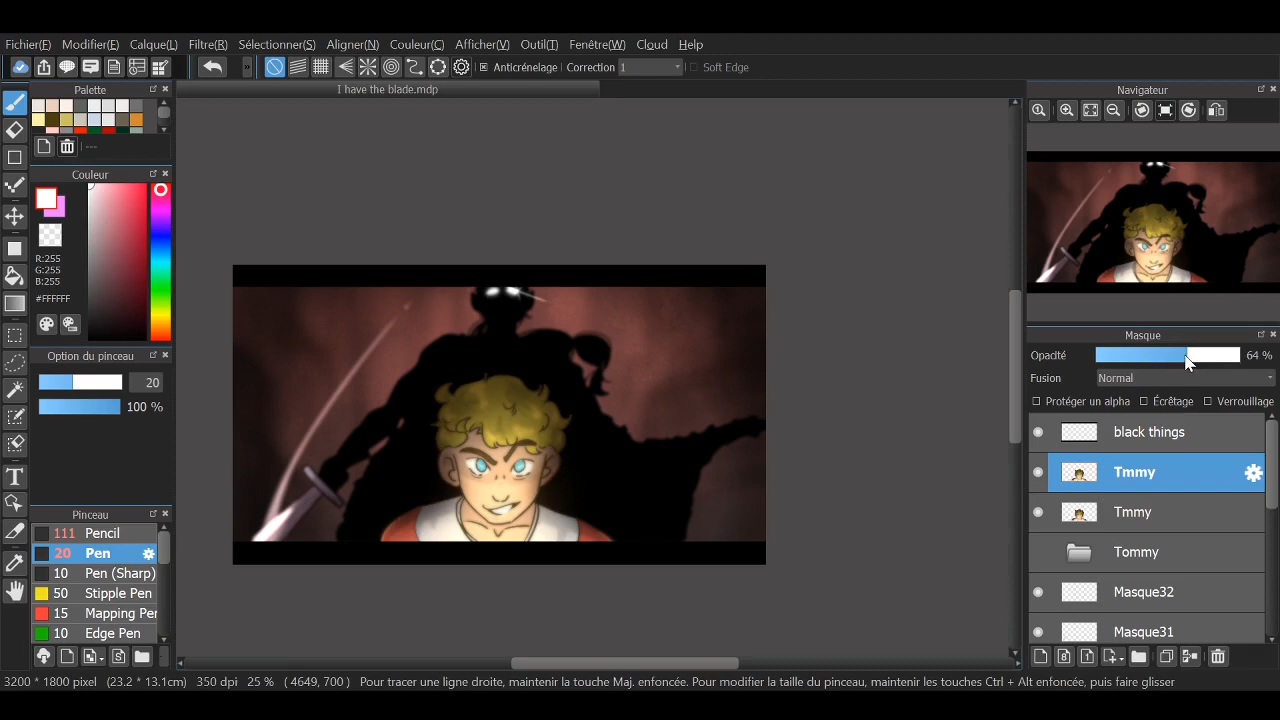 Fichier(F) Modifier(E) Calque(L) Filtre(R) Sélectionner(S) Aligner(N) Couleur(C) Afficher(V) Outil(T) Fenêtre(W) Cloud Help
» Anticrénelage Correction 1 Soft Edge
Palette
I have the blade.mdp
Navigateur
---
Couleur
R:255
G:255
B:255
#FFFFFF
Option du pinceau
20
100 %
Pinceau
111 Pencil
20 Pen
10 Pen (Sharp)
50 Stipple Pen
15 Mapping Pen
10 Edge Pen
Masque
Opacité 64 %
Fusion Normal
Protéger un alpha Écrêtage Verrouillage
black things
Tmmy
Tmmy
Tommy
Masque32
Masque31
3200 * 1800 pixel (23.2 * 13.1cm) 350 dpi 25 % ( 4649, 700 ) Pour tracer une ligne droite, maintenir la touche Maj. enfoncée. Pour modifier la taille du pinceau, maintenir les touches Ctrl + Alt enfoncée, puis faire glisser